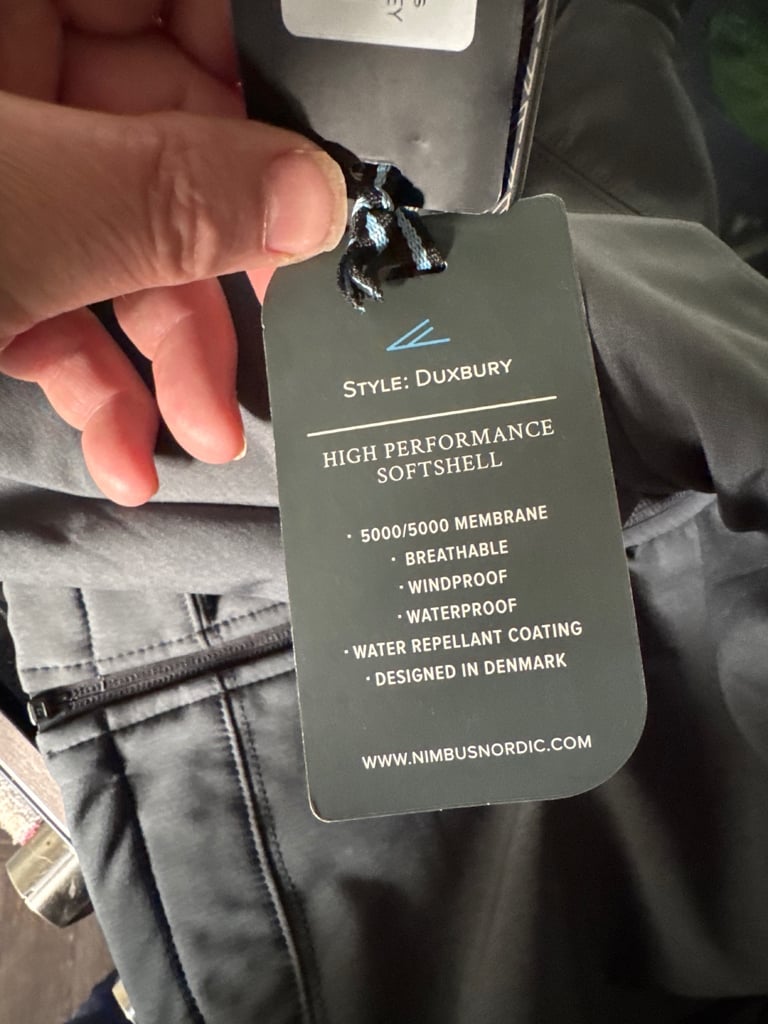 EY
STYLE: DUXBURY
HIGH PERFORMANCE
SOFTSHELL
· 5000/5000 MEMBRANE
· BREATHABLE
· WINDPROOF
· WATERPROOF
· WATER REPELLANT COATING
· DESIGNED IN DENMARK
WWW.NIMBUSNORDIC.COM